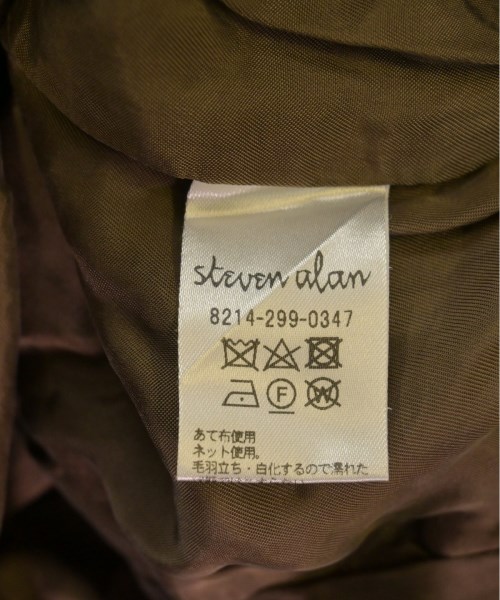 steven alan
8214-299-0347
F
W
あて布使用
ネット使用。
毛羽立ち・白化するので濡れた